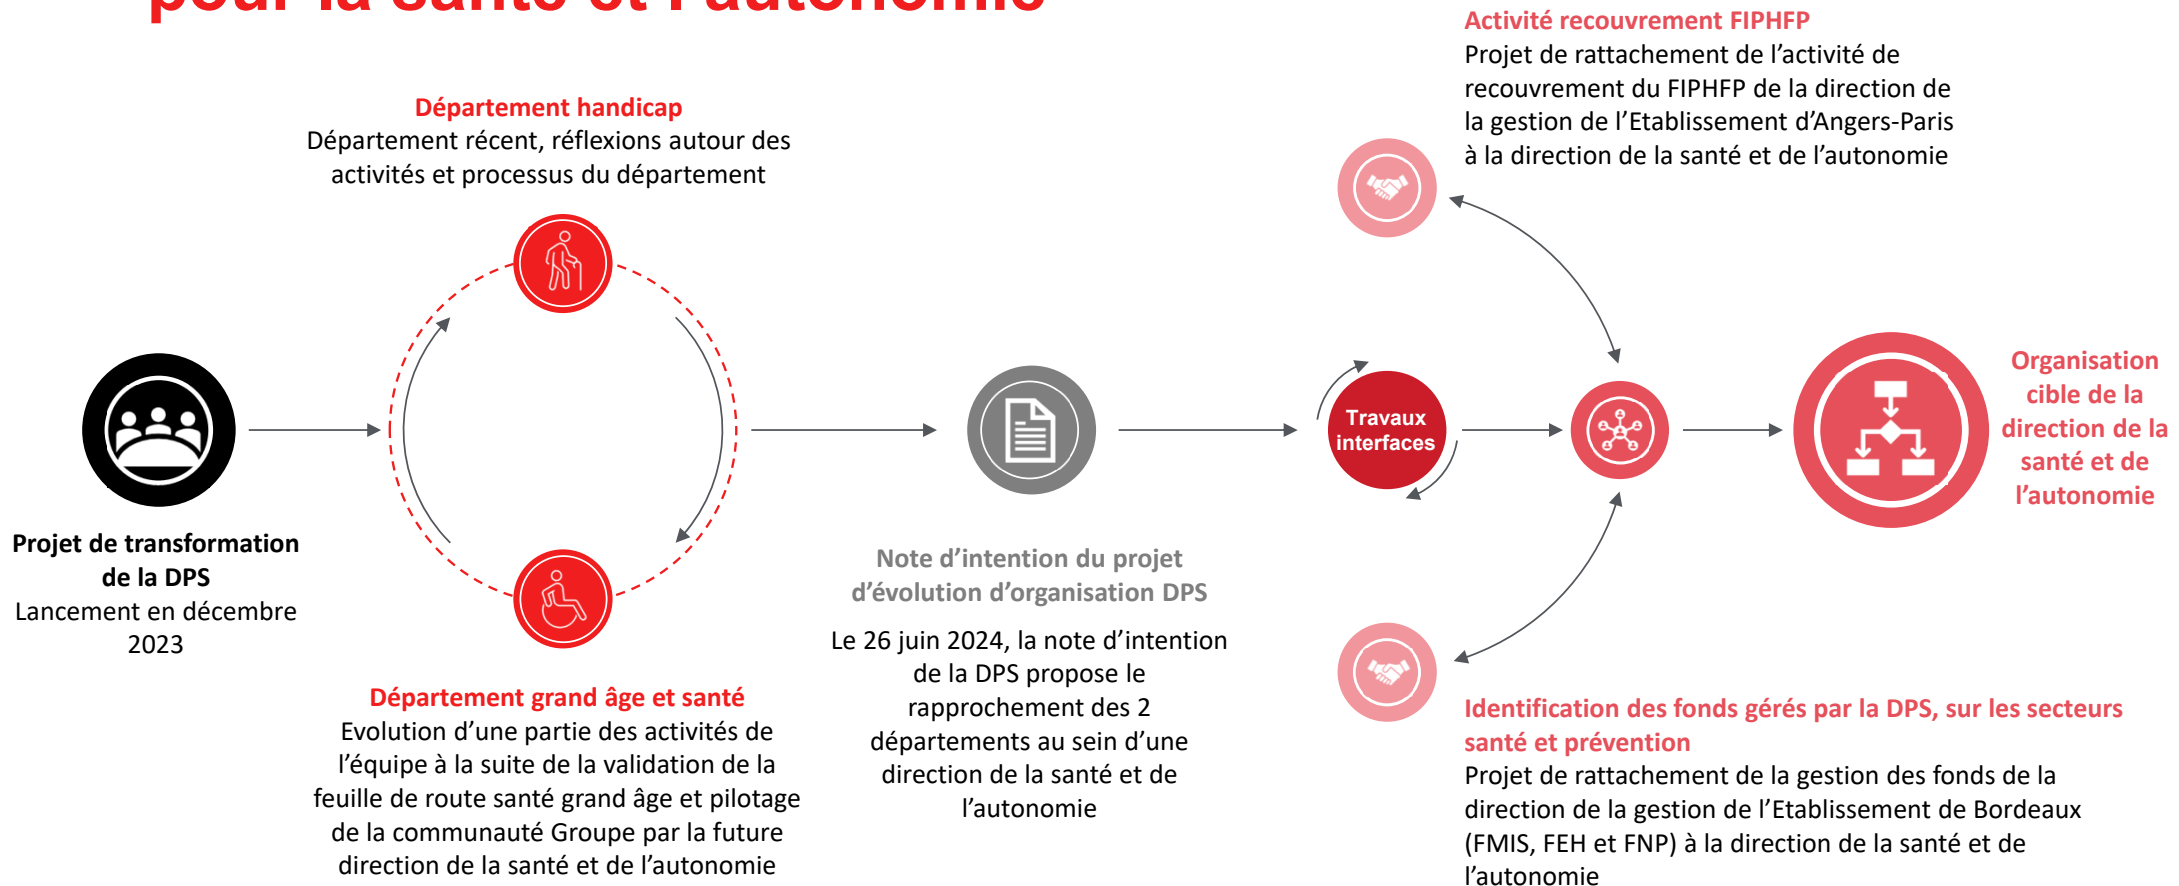 pour la santé et l'autonomie
Projet de transformation
de la DPS
Lancement en décembre
2023
Département handicap
Département récent, réflexions autour des
activités et processus du département
Département grand âge et santé
Evolution d'une partie des activités de
l'équipe à la suite de la validation de la
feuille de route santé grand âge et pilotage
de la communauté Groupe par la future
direction de la santé et de l'autonomie
Note d'intention du projet
d'évolution d'organisation DPS
Le 26 juin 2024, la note d'intention
de la DPS propose le
rapprochement des 2
départements au sein d'une
direction de la santé et de
l'autonomie
Travaux
interfaces
Activité recouvrement FIPHFP
Projet de rattachement de l'activité de
recouvrement du FIPHFP de la direction de
la gestion de l'Etablissement d'Angers-Paris
à la direction de la santé et de l'autonomie
Identification des fonds gérés par la DPS, sur les secteurs
santé et prévention
Projet de rattachement de la gestion des fonds de la
direction de la gestion de l'Etablissement de Bordeaux
(FMIS, FEH et FNP) à la direction de la santé et de
l'autonomie
Organisation
cible de la
direction de la
santé et de
l'autonomie